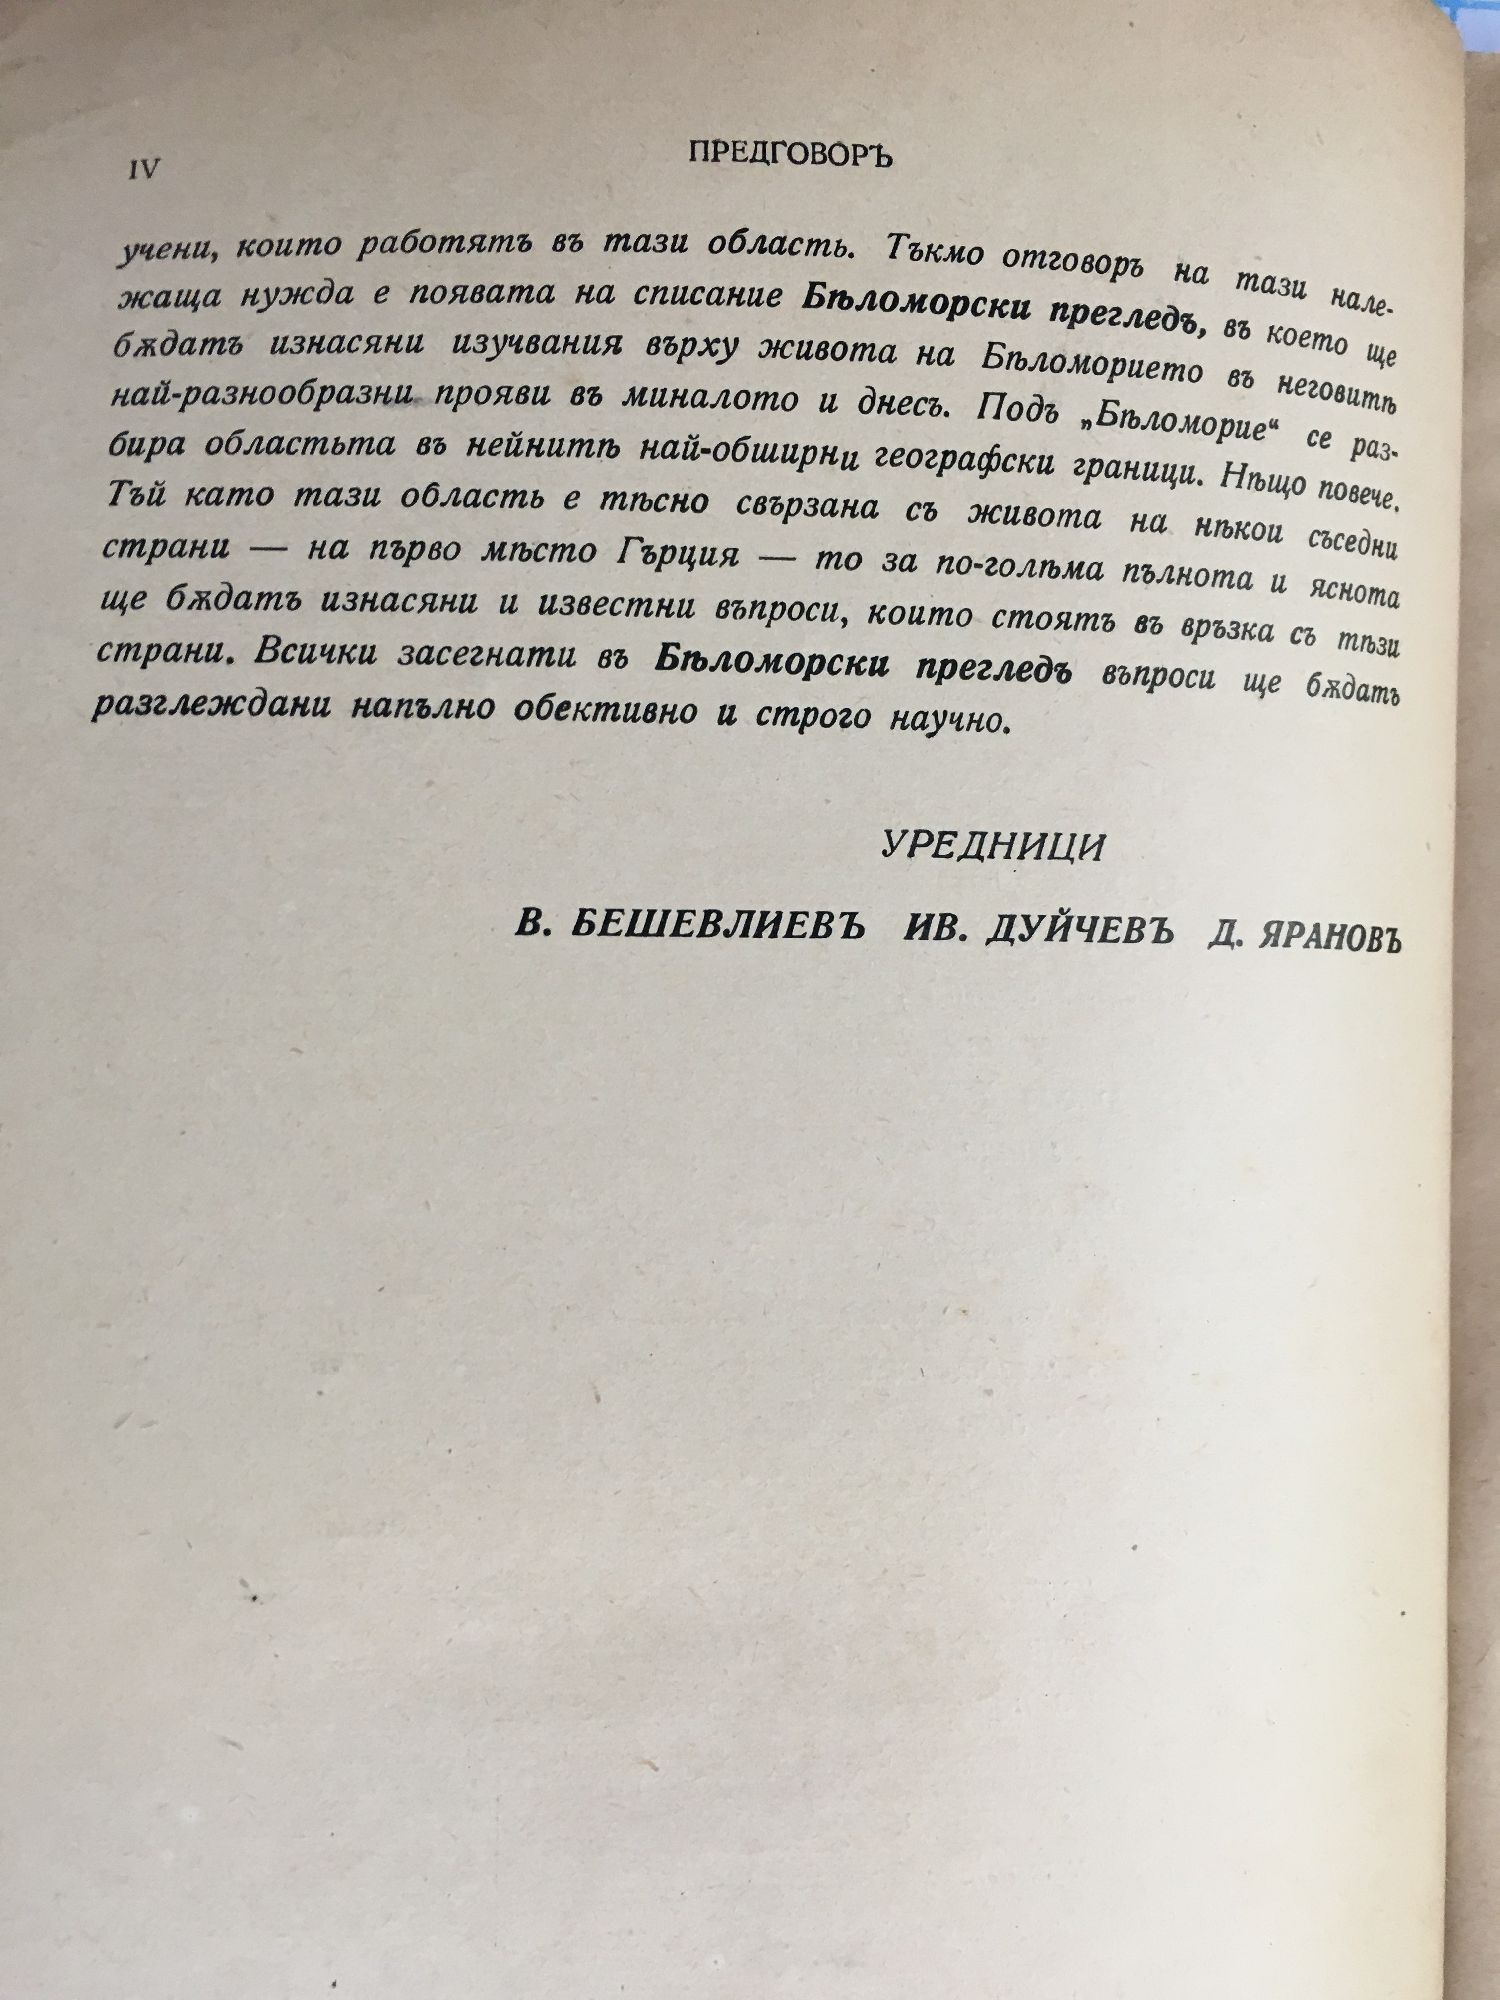 IV
ПРЕДГОВОРЪ
учени, които работятъ въ тази область. Тъкмо отговоръ на тази нале-
жаща нужда е появата на списание Бѣломорски прегледъ, въ което ще
бѫдатъ изнасяни изучвания върху живота на Бѣломорието въ неговитѣ
най-разнообразни прояви въ миналото и днесъ. Подъ „Бѣломорие“ се раз-
бира областьта въ нейнитѣ най-обширни географски граници. Нѣщо повече.
Тъй като тази область е тѣсно свързана съ живота на нѣкои съседни
страни — на първо мѣсто Гърция — то за по-голѣма пълнота и яснота
ще бѫдатъ изнасяни и известни въпроси, които стоятъ въ връзка съ тѣзи
страни. Всички засегнати въ Бѣломорски прегледъ въпроси ще бѫдатъ
разглеждани напълно обективно и строго научно.
УРЕДНИЦИ
В. БЕШЕВЛИЕВЪ ИВ. ДУЙЧЕВЪ Д. ЯРАНОВЪ